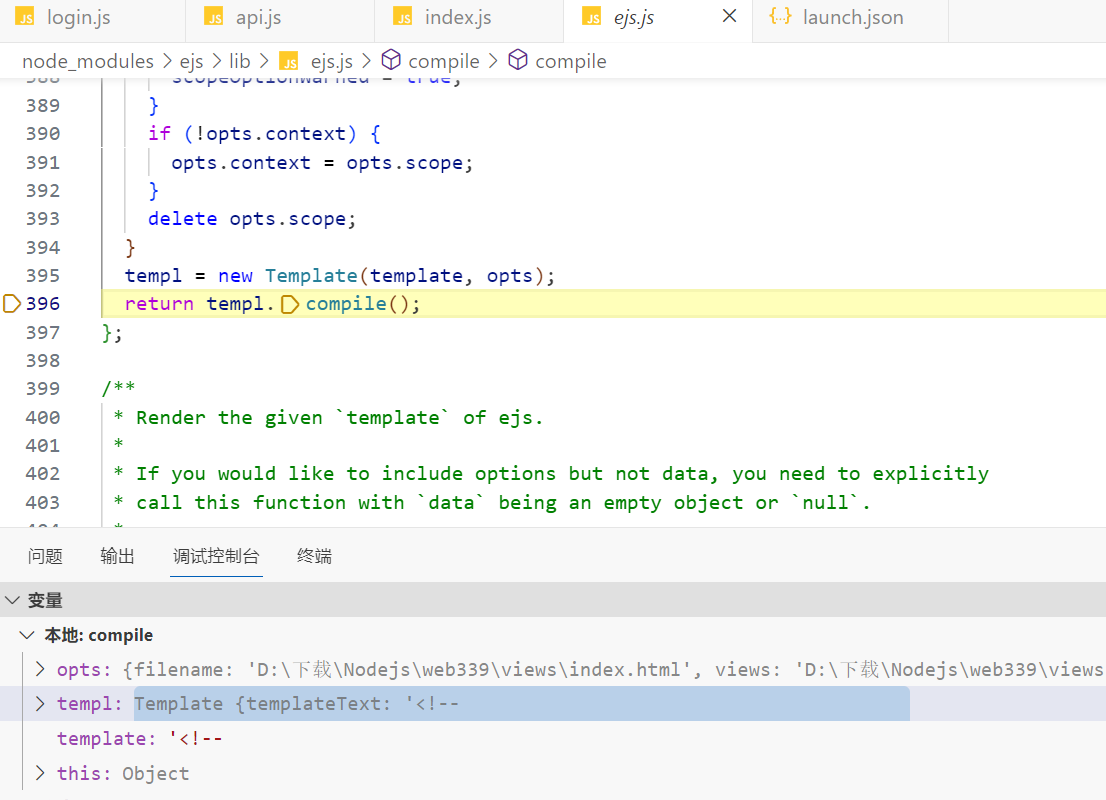 JS login.js JS api.js JS index.js JS ejs.js × {··} launch.json
node_modules > ejs > lib > JS ejs.js > compile > compile
388 scopeOptionWarned = true;
389 }
390 if (!opts.context) {
391 opts.context = opts.scope;
392 }
393 delete opts.scope;
394 }
395 templ = new Template(template, opts);
396 return templ.compile();
397 };
398
399 /**
400 * Render the given `template` of ejs.
401 *
402 * If you would like to include options but not data, you need to explicitly
403 * call this function with `data` being an empty object or `null`.
404 *
问题 输出 调试控制台 终端
变量
本地: compile
opts: {filename: 'D:\下载\Nodejs\web339\views\index.html', views: 'D:\下载\Nodejs\web339\views
templ: Template {templateText: '<!--
template: '<!--
this: Object